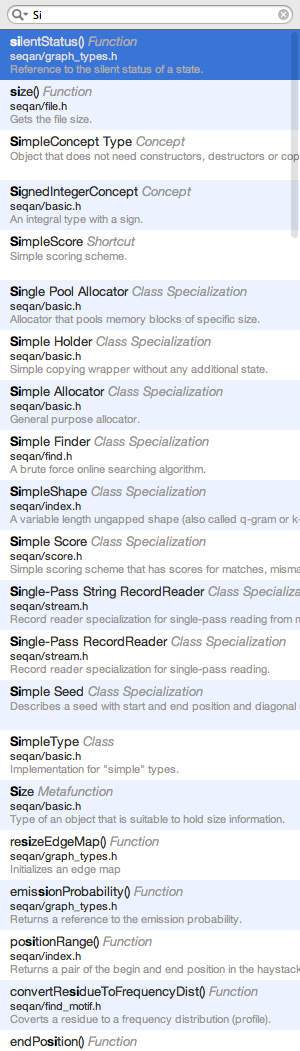 Si
silentStatus() Function
seqan/graph_types.h
Reference to the silent status of a state.
size() Function
seqan/file.h
Gets the file size.
SimpleConcept Type Concept
Object that does not need constructors, destructors or cop
SignedIntegerConcept Concept
seqan/basic.h
An integral type with a sign.
SimpleScore Shortcut
Simple scoring scheme.
Single Pool Allocator Class Specialization
seqan/basic.h
Allocator that pools memory blocks of specific size.
Simple Holder Class Specialization
seqan/basic.h
Simple copying wrapper without any additional state.
Simple Allocator Class Specialization
seqan/basic.h
General purpose allocator.
Simple Finder Class Specialization
seqan/find.h
A brute force online searching algorithm.
SimpleShape Class Specialization
seqan/index.h
A variable length ungapped shape (also called q-gram or k-
Simple Score Class Specialization
seqan/score.h
Simple scoring scheme that has scores for matches, misma
Single-Pass String RecordReader Class Specializa
seqan/stream.h
Record reader specialization for single-pass reading from m
Single-Pass RecordReader Class Specialization
seqan/stream.h
Record reader specialization for single-pass reading.
Simple Seed Class Specialization
Describes a seed with start and end position and diagonal
SimpleType Class
seqan/basic.h
Implementation for "simple" types.
Size Metafunction
seqan/basic.h
Type of an object that is suitable to hold size information.
resizeEdgeMap() Function
seqan/graph_types.h
Initializes an edge map
emissionProbability() Function
seqan/graph_types.h
Returns a reference to the emission probability.
positionRange() Function
seqan/index.h
Returns a pair of the begin and end position in the haystack
convertResidueToFrequencyDist() Function
seqan/find_motif.h
Coverts a residue to a frequency distribution (profile).
endPosition() Function